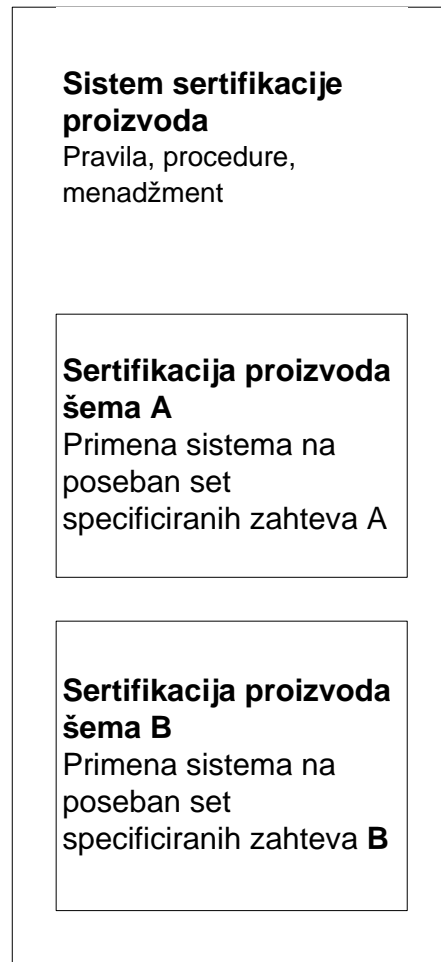 Sistem sertifikacije
proizvoda
Pravila, procedure,
menadžment
Sertifikacija proizvoda
šema A
Primena sistema na
poseban set
specificiranih zahteva A
Sertifikacija proizvoda
šema B
Primena sistema na
poseban set
specificiranih zahteva B